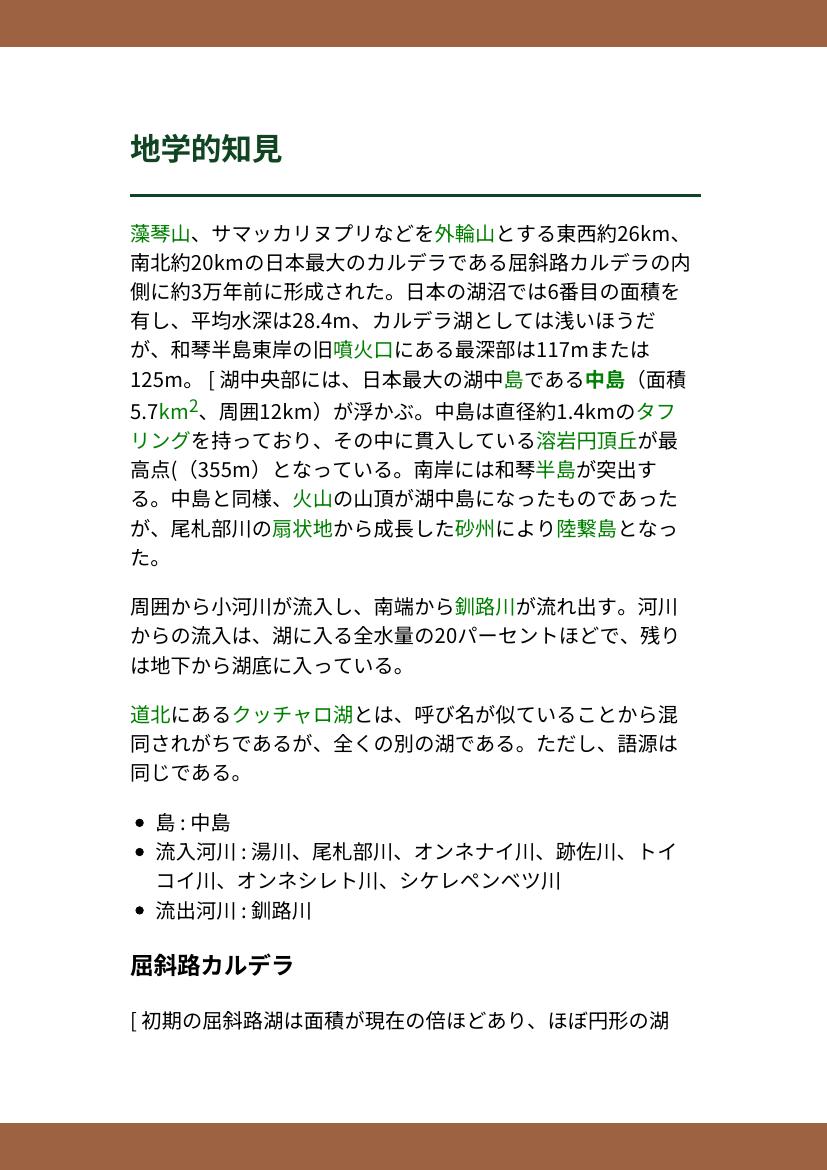 地学的知見
藻琴山、サマッカリヌプリなどを外輪山とする東西約26km、
南北約20kmの日本最大のカルデラである屈斜路カルデラの内
側に約3万年前に形成された。日本の湖沼では6番目の面積を
有し、平均水深は28.4m、カルデラ湖としては浅いほうだ
が、和琴半島東岸の旧噴火口にある最深部は117mまたは
125m。 [ 湖中央部には、日本最大の湖中島である中島（面積
5.7km2、周囲12km）が浮かぶ。中島は直径約1.4kmのタフ
リングを持っており、その中に貫入している溶岩円頂丘が最
高点(（355m）となっている。南岸には和琴半島が突出す
る。中島と同様、火山の山頂が湖中島になったものであった
が、尾札部川の扇状地から成長した砂州により陸繋島となっ
た。
周囲から小河川が流入し、南端から釧路川が流れ出す。河川
からの流入は、湖に入る全水量の20パーセントほどで、残り
は地下から湖底に入っている。
道北にあるクッチャロ湖とは、呼び名が似ていることから混
同されがちであるが、全くの別の湖である。ただし、語源は
同じである。
• 島 : 中島
• 流入河川 : 湯川、尾札部川、オンネナイ川、跡佐川、トイ
コイ川、オンネシレト川、シケレペンベツ川
• 流出河川 : 釧路川
屈斜路カルデラ
[ 初期の屈斜路湖は面積が現在の倍ほどあり、ほぼ円形の湖